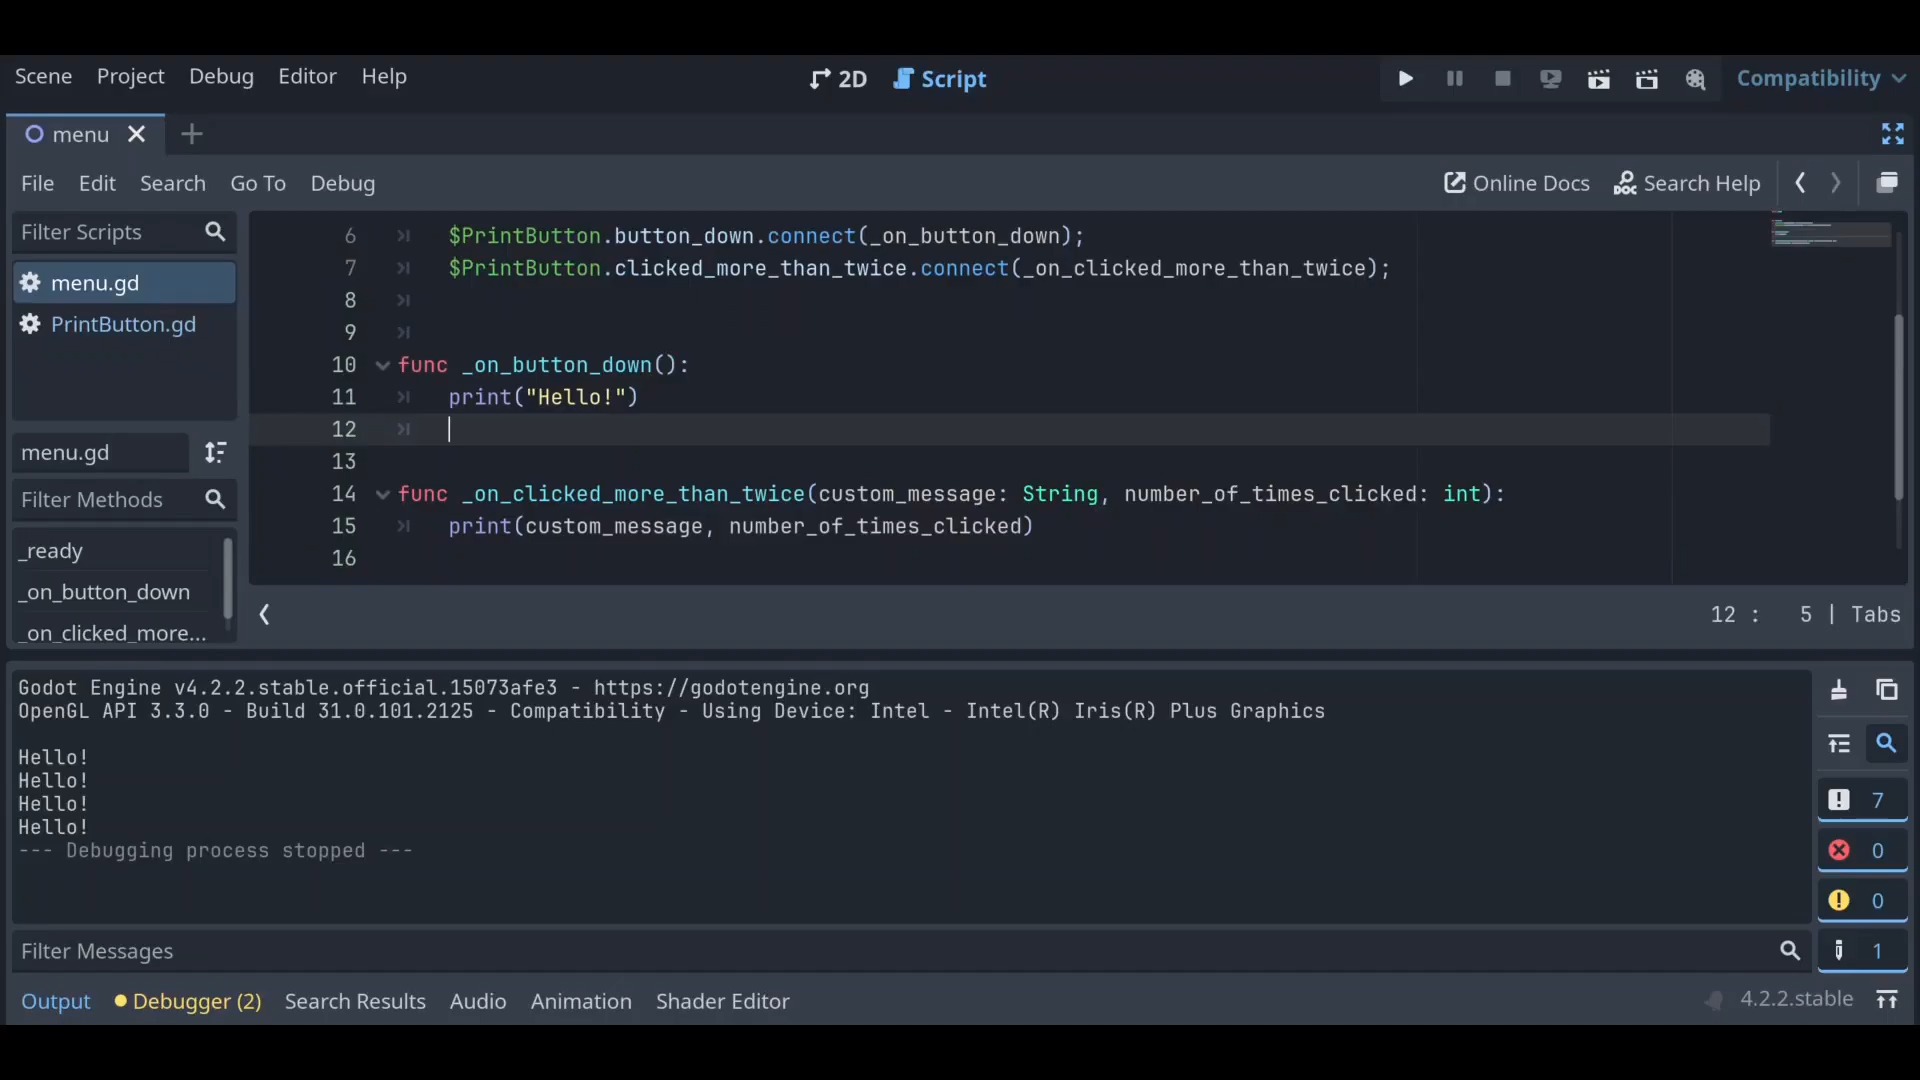 Scene Project Debug Editor Help 2D Script Compatibility
menu
File Edit Search Go To Debug Online Docs Search Help
Filter Scripts
menu.gd
PrintButton.gd
menu.gd
Filter Methods
_ready
_on_button_down
_on_clicked_more...
6 $PrintButton.button_down.connect(_on_button_down);
7 $PrintButton.clicked_more_than_twice.connect(_on_clicked_more_than_twice);
8
9
10 func _on_button_down():
11 print("Hello!")
12
13
14 func _on_clicked_more_than_twice(custom_message: String, number_of_times_clicked: int):
15 print(custom_message, number_of_times_clicked)
16
12 : 5 | Tabs
Godot Engine v4.2.2.stable.official.15073afe3 - https://godotengine.org
OpenGL API 3.3.0 - Build 31.0.101.2125 - Compatibility - Using Device: Intel - Intel(R) Iris(R) Plus Graphics
Hello!
Hello!
Hello!
Hello!
--- Debugging process stopped ---
7
0
0
1
Filter Messages
Output Debugger (2) Search Results Audio Animation Shader Editor 4.2.2.stable